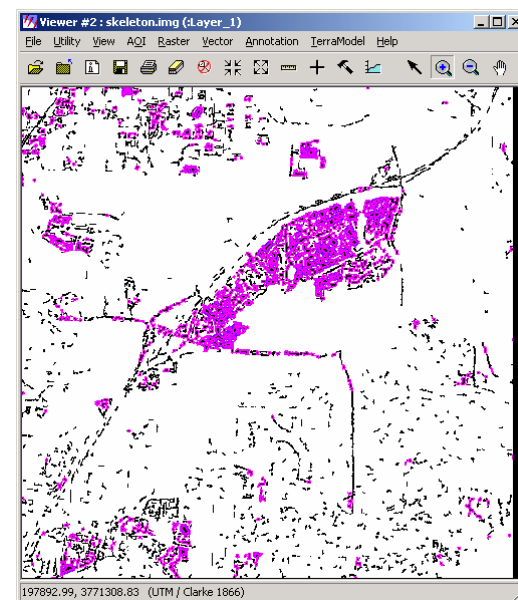 Viewer #2 : skeleton.img (:Layer_1)
File Utility View AOI Raster Vector Annotation TerraModel Help
197892.99, 3771308.83 (UTM / Clarke 1866)